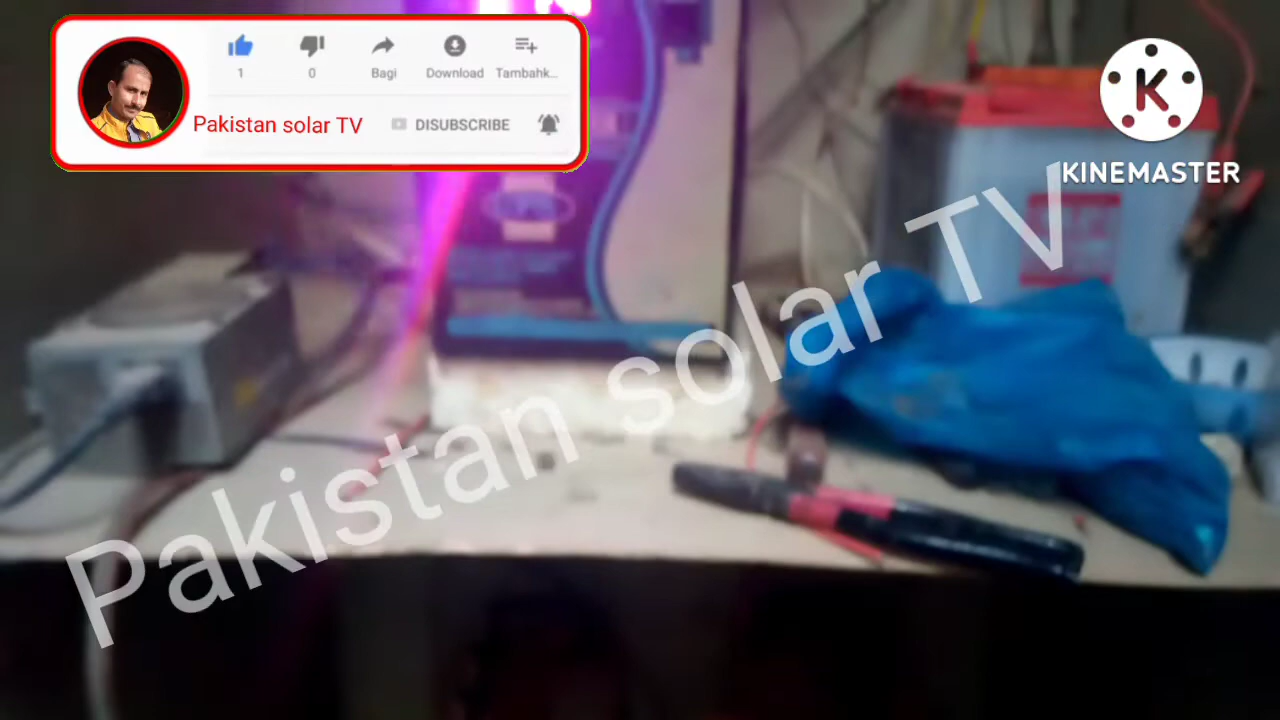 1
0
Bagi
Download
Tambahk...
Pakistan solar TV
DISUBSCRIBE
K
KINEMASTER
Pakistan solar TV